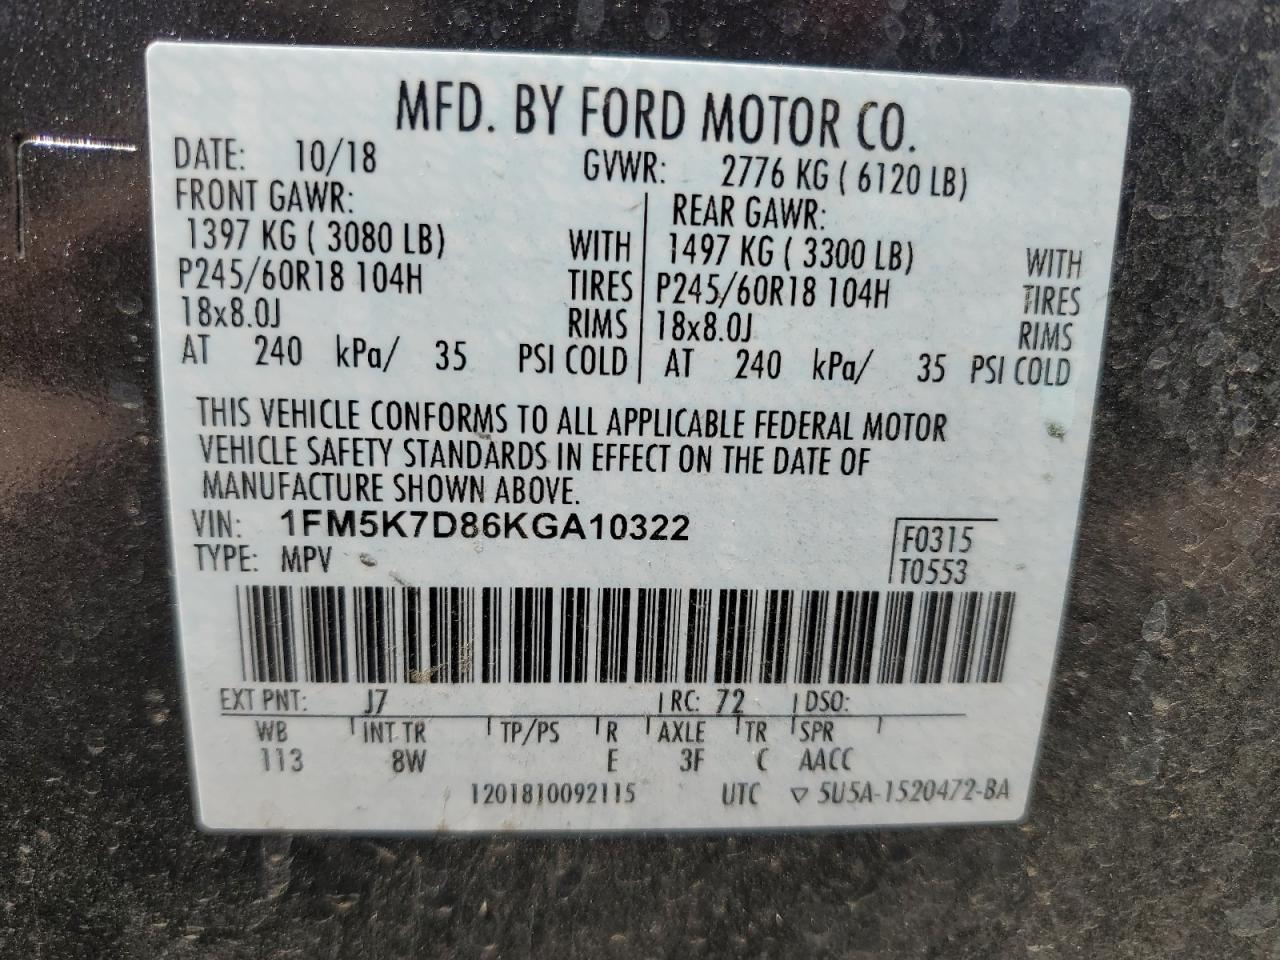 MFD. BY FORD MOTOR CO.
DATE: 10/18 GVWR: 2776 KG ( 6120 LB)
FRONT GAWR: REAR GAWR:
1397 KG ( 3080 LB) WITH 1497 KG ( 3300 LB) WITH
P245/60R18 104H TIRES P245/60R18 104H TIRES
18x8.0J RIMS 18x8.0J RIMS
AT 240 kPa/ 35 PSI COLD AT 240 kPa/ 35 PSI COLD
THIS VEHICLE CONFORMS TO ALL APPLICABLE FEDERAL MOTOR
VEHICLE SAFETY STANDARDS IN EFFECT ON THE DATE OF
MANUFACTURE SHOWN ABOVE.
VIN: 1FM5K7D86KGA10322 F0315
TYPE: MPV T0553
EXT PNT: J7 RC: 72 DSO:
WB INT TR TP/PS R AXLE TR SPR
113 8W E 3F C AACC
1201810092115 UTC ▽ 5U5A-1520472-BA